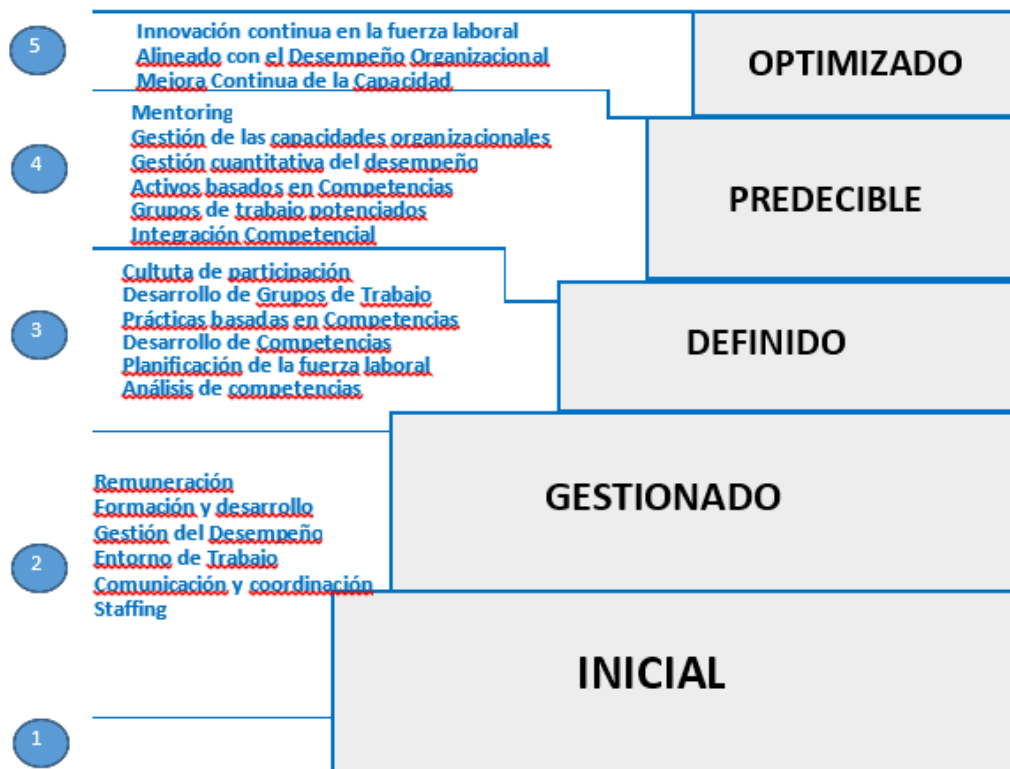 5
Innovación continua en la fuerza laboral
Alineado con el Desempeño Organizacional
Mejora Continua de la Capacidad
OPTIMIZADO
4
Mentoring
Gestión de las capacidades organizacionales
Gestión cuantitativa del desempeño
Activos basados en Competencias
Grupos de trabajo potenciados
Integración Competencial
PREDECIBLE
3
Cultuta de participación
Desarrollo de Grupos de Trabajo
Prácticas basadas en Competencias
Desarrollo de Competencias
Planificación de la fuerza laboral
Análisis de competencias
DEFINIDO
2
Remuneración
Formación y desarrollo
Gestión del Desempeño
Entorno de Trabajo
Comunicación y coordinación
Staffing
GESTIONADO
1
INICIAL